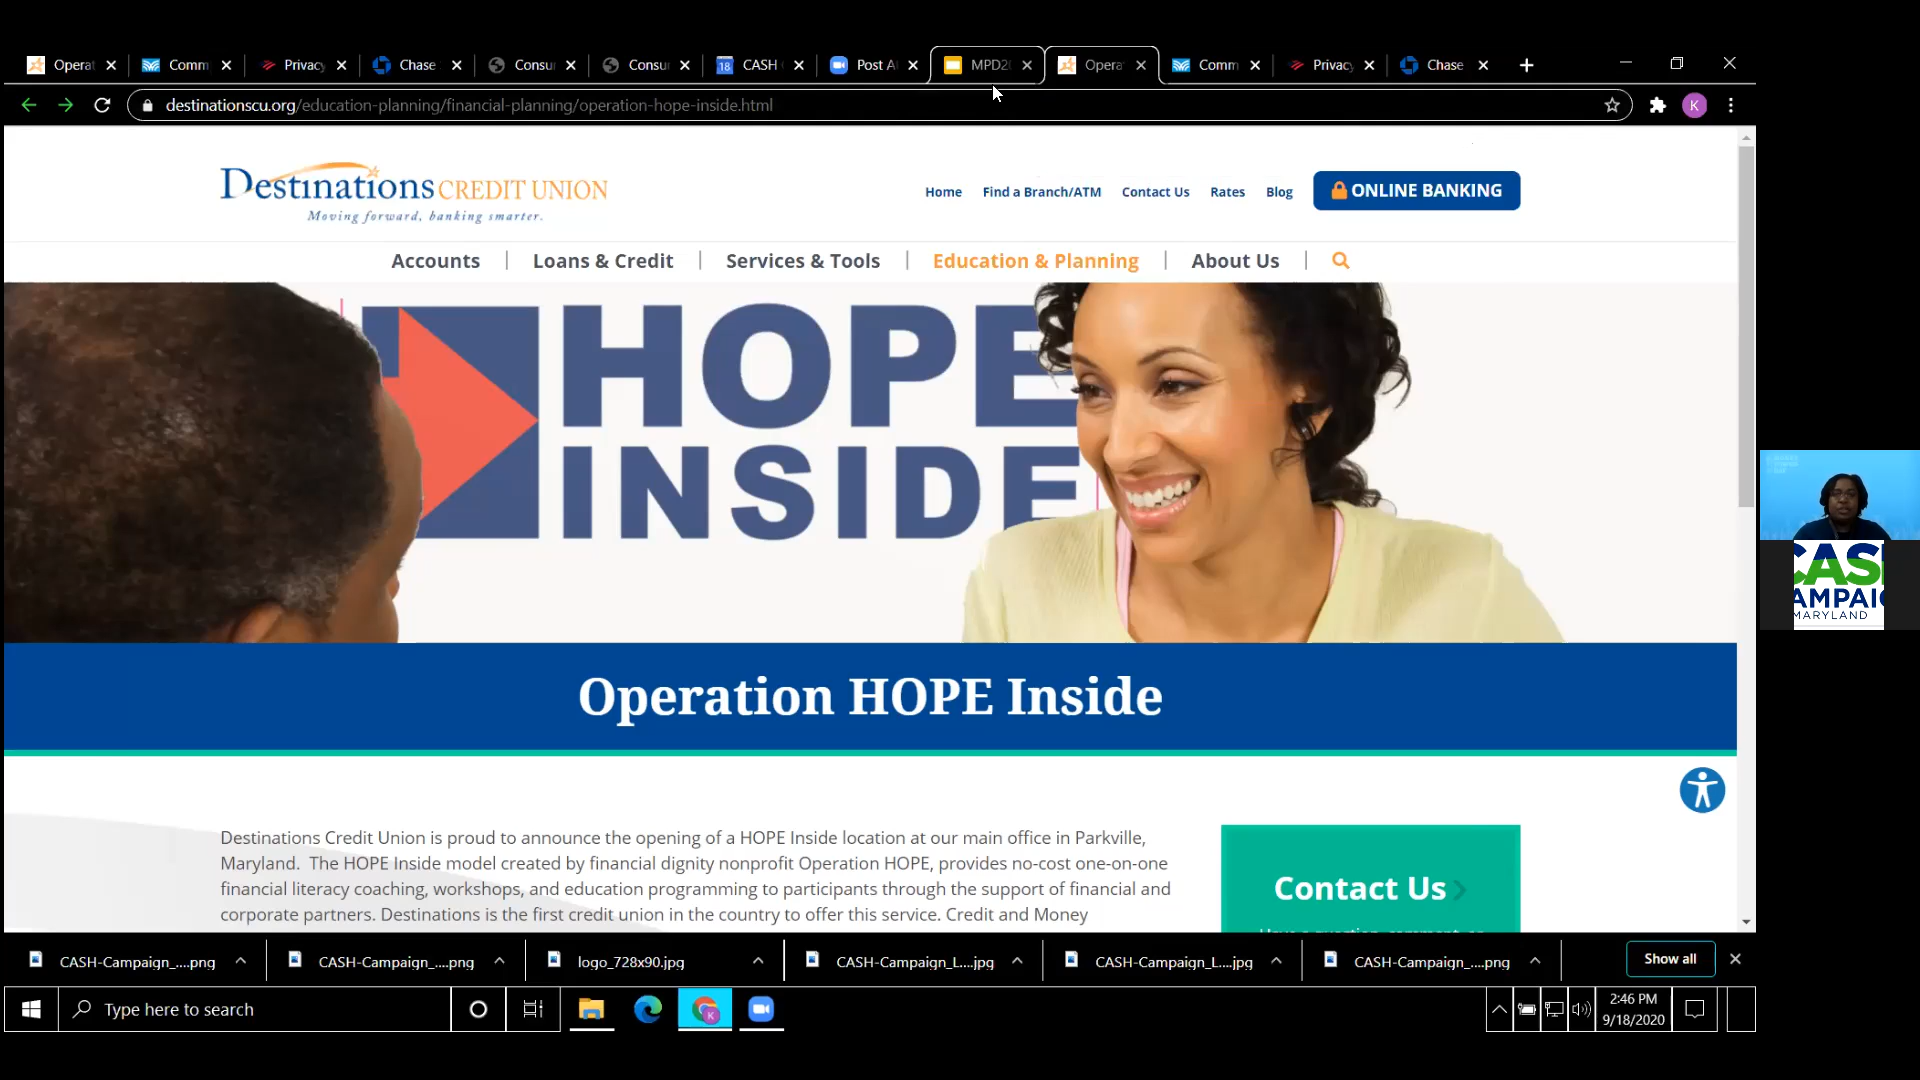 Operat
Comm
Privacy
Chase
Consu
Consu
18
CASH
Post A
MPD2
Opera
Comm
Privacy
Chase
destinationscu.org/education-planning/financial-planning/operation-hope-inside.html
K
Destinations CREDIT UNION
Moving forward, banking smarter.
Home
Find a Branch/ATM
Contact Us
Rates
Blog
ONLINE BANKING
Accounts
Loans & Credit
Services & Tools
Education & Planning
About Us
HOPE
INSIDE
Operation HOPE Inside
Destinations Credit Union is proud to announce the opening of a HOPE Inside location at our main office in Parkville,
Maryland. The HOPE Inside model created by financial dignity nonprofit Operation HOPE, provides no-cost one-on-one
financial literacy coaching, workshops, and education programming to participants through the support of financial and
corporate partners. Destinations is the first credit union in the country to offer this service. Credit and Money
Contact Us
CAS
AMPAI
MARYLAND
CASH-Campaign_....png
CASH-Campaign_....png
logo_728x90.jpg
CASH-Campaign_L....jpg
CASH-Campaign_L....jpg
CASH-Campaign_....png
Show all
Type here to search
K
2:46 PM
9/18/2020